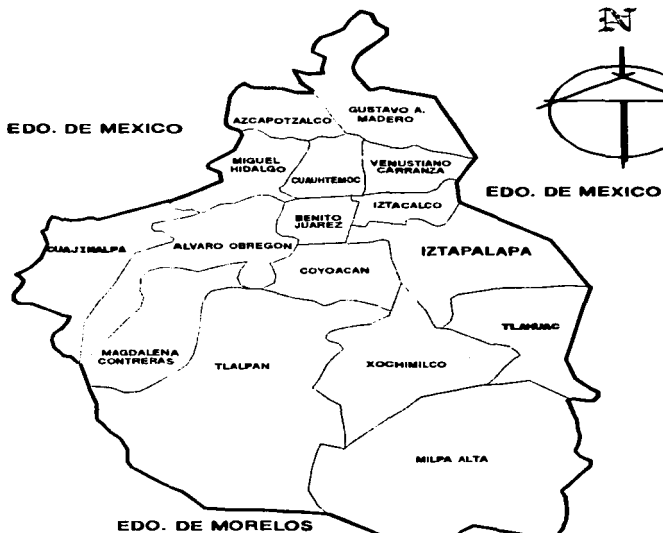 N
GUSTAVO A.
MADERO
AZCAPOTZALCO
EDO. DE MEXICO
MIGUEL
HIDALGO
CUAUHTEMOC
VENUSTIANO
CARRANZA
EDO. DE MEXICO
IZTACALCO
BENITO
JUAREZ
CUAJIMALPA
ALVARO OBREGON
IZTAPALAPA
COYOACAN
TLAHUAC
MAGDALENA
CONTRERAS
TLALPAN
XOCHIMILCO
MILPA ALTA
EDO. DE MORELOS